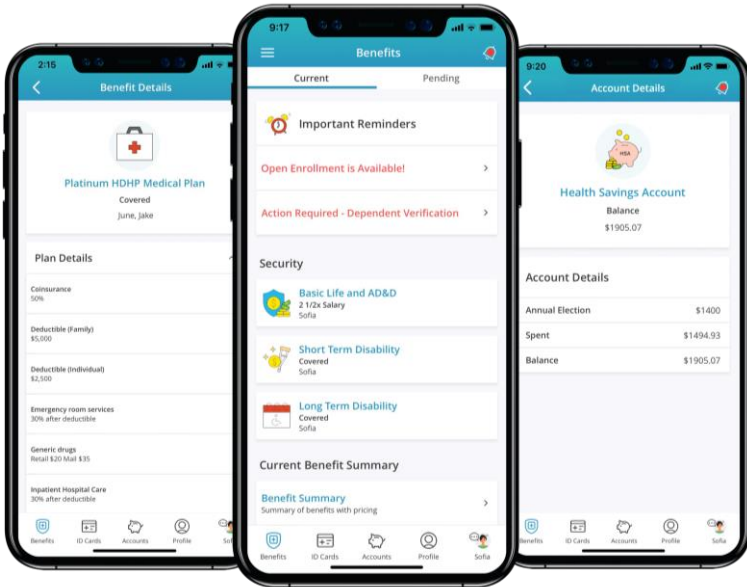 2:15
Benefit Details
Platinum HDHP Medical Plan
Covered
June, Jake
Plan Details
Coinsurance
50%
Deductible (Family)
$5,000
Deductible (Individual)
$2,500
Emergency room services
30% after deductible
Generic drugs
Retail $20 Mail $35
Inpatient Hospital Care
30% after deductible
Benefits
ID Cards
Accounts
Profile
Sofi
9:17
Benefits
Current
Pending
Important Reminders
Open Enrollment is Available!
Action Required - Dependent Verification
Security
Basic Life and AD&D
2 1/2x Salary
Sofia
Short Term Disability
Covered
Sofia
Long Term Disability
Covered
Sofia
Current Benefit Summary
Benefit Summary
Summary of benefits with pricing
Benefits
ID Cards
Accounts
Profile
Sofia
9:20
Account Details
HSA
Health Savings Account
Balance
$1905.07
Account Details
Annual Election $1400
Spent $1494.93
Balance $1905.07
Benefits
ID Cards
Accounts
Profile
Sofia